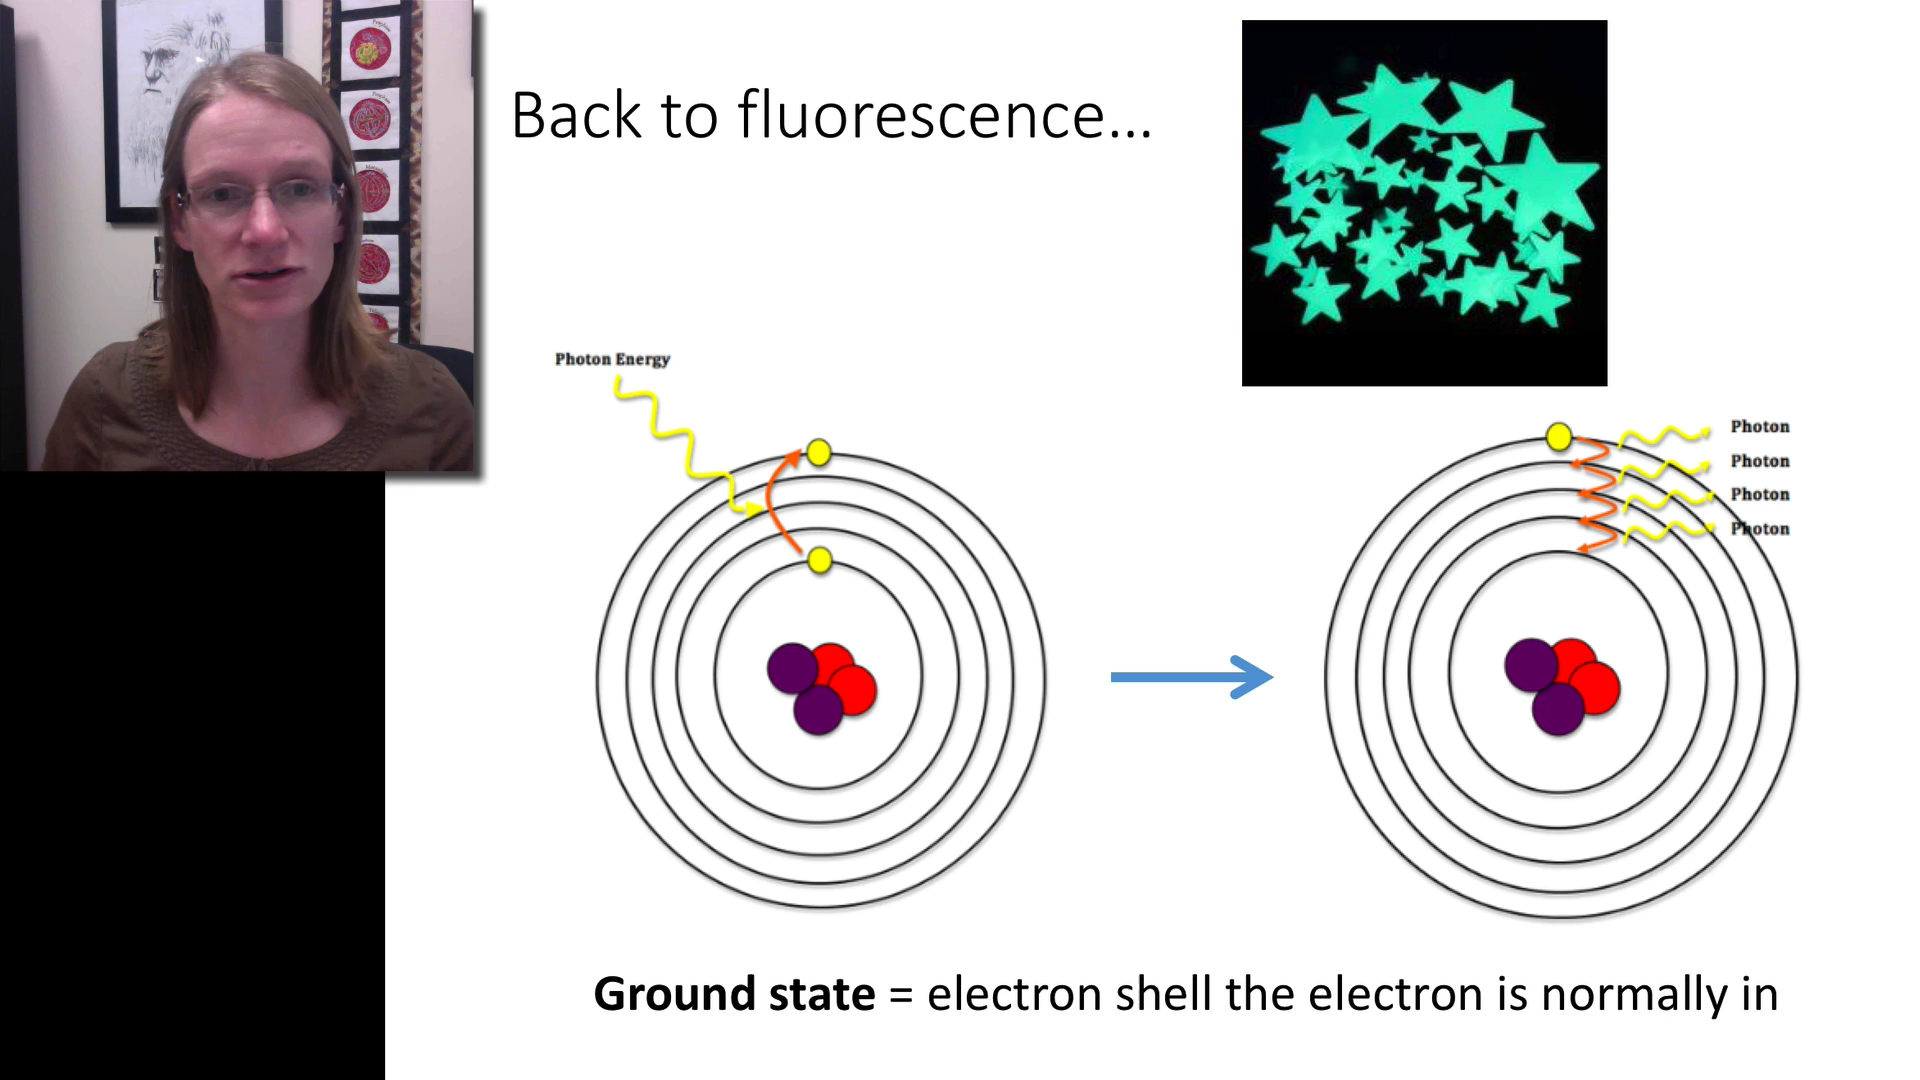 Back to fluorescence...
Photon Energy
Photon
Photon
Photon
Photon
Ground state = electron shell the electron is normally in